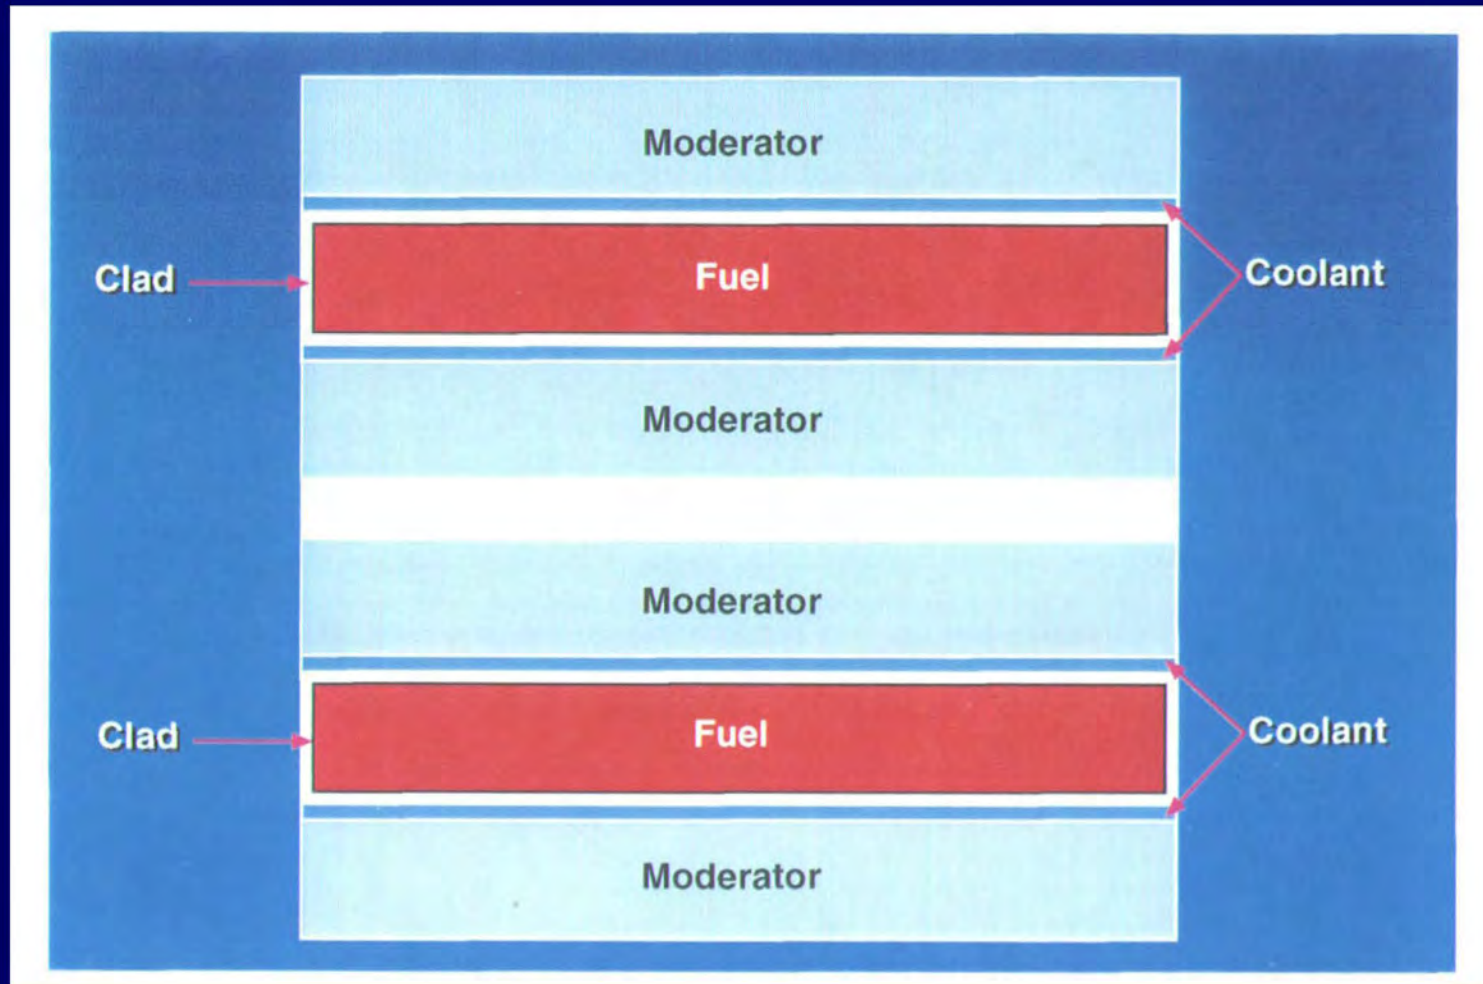 Moderator
Clad
Fuel
Coolant
Moderator
Moderator
Clad
Fuel
Coolant
Moderator